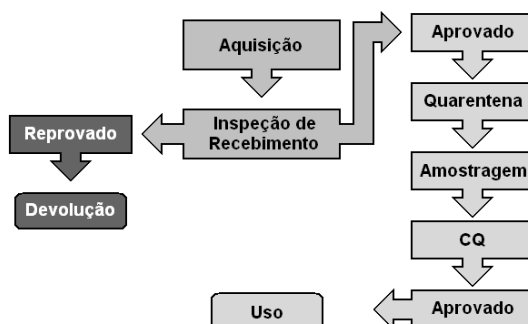 Aquisição
Aprovado
Quarentena
Inspeção de
Recebimento
Reprovado
Devolução
Amostragem
CQ
Aprovado
Uso